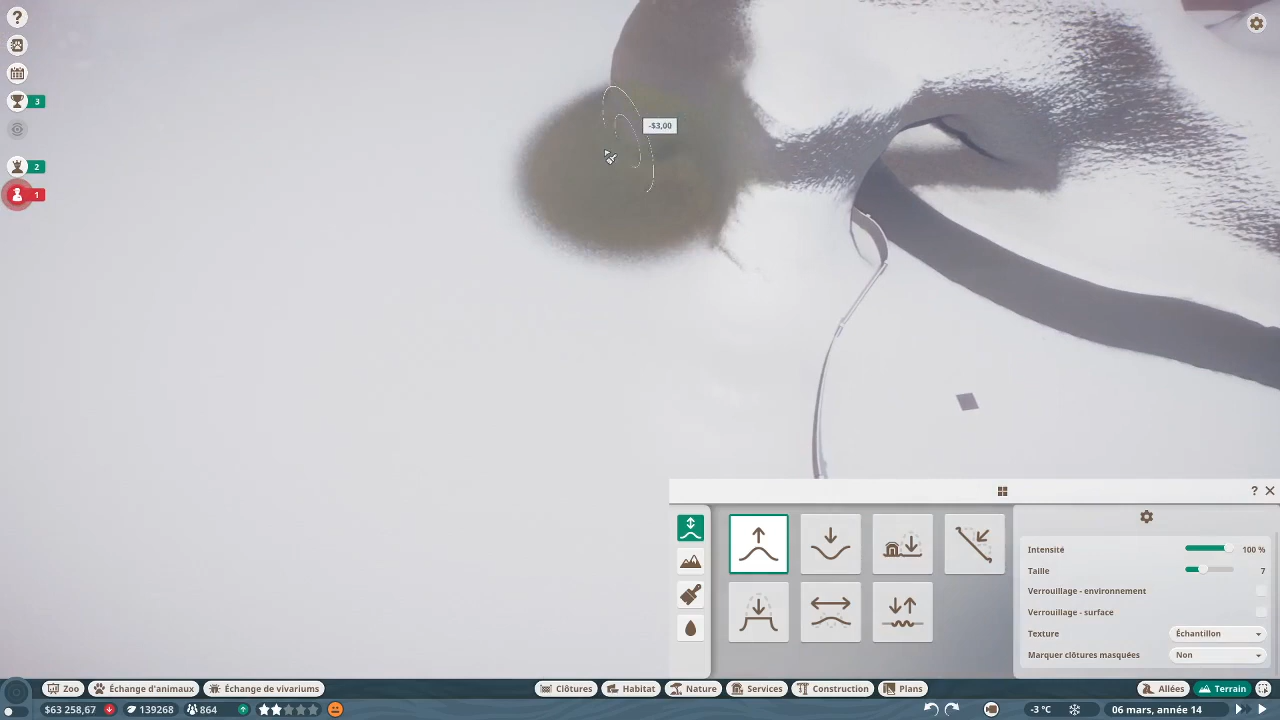 ?
3
2
1
-$3,00
? ×
Intensité 100 %
Taille 7
Verrouillage - environnement
Verrouillage - surface
Texture Échantillon
Marquer clôtures masquées Non
Zoo Échange d'animaux Échange de vivariums Clôtures Habitat Nature Services Construction Plans Allées Terrain
$63 258,67 139268 864 -3 °C 06 mars, année 14